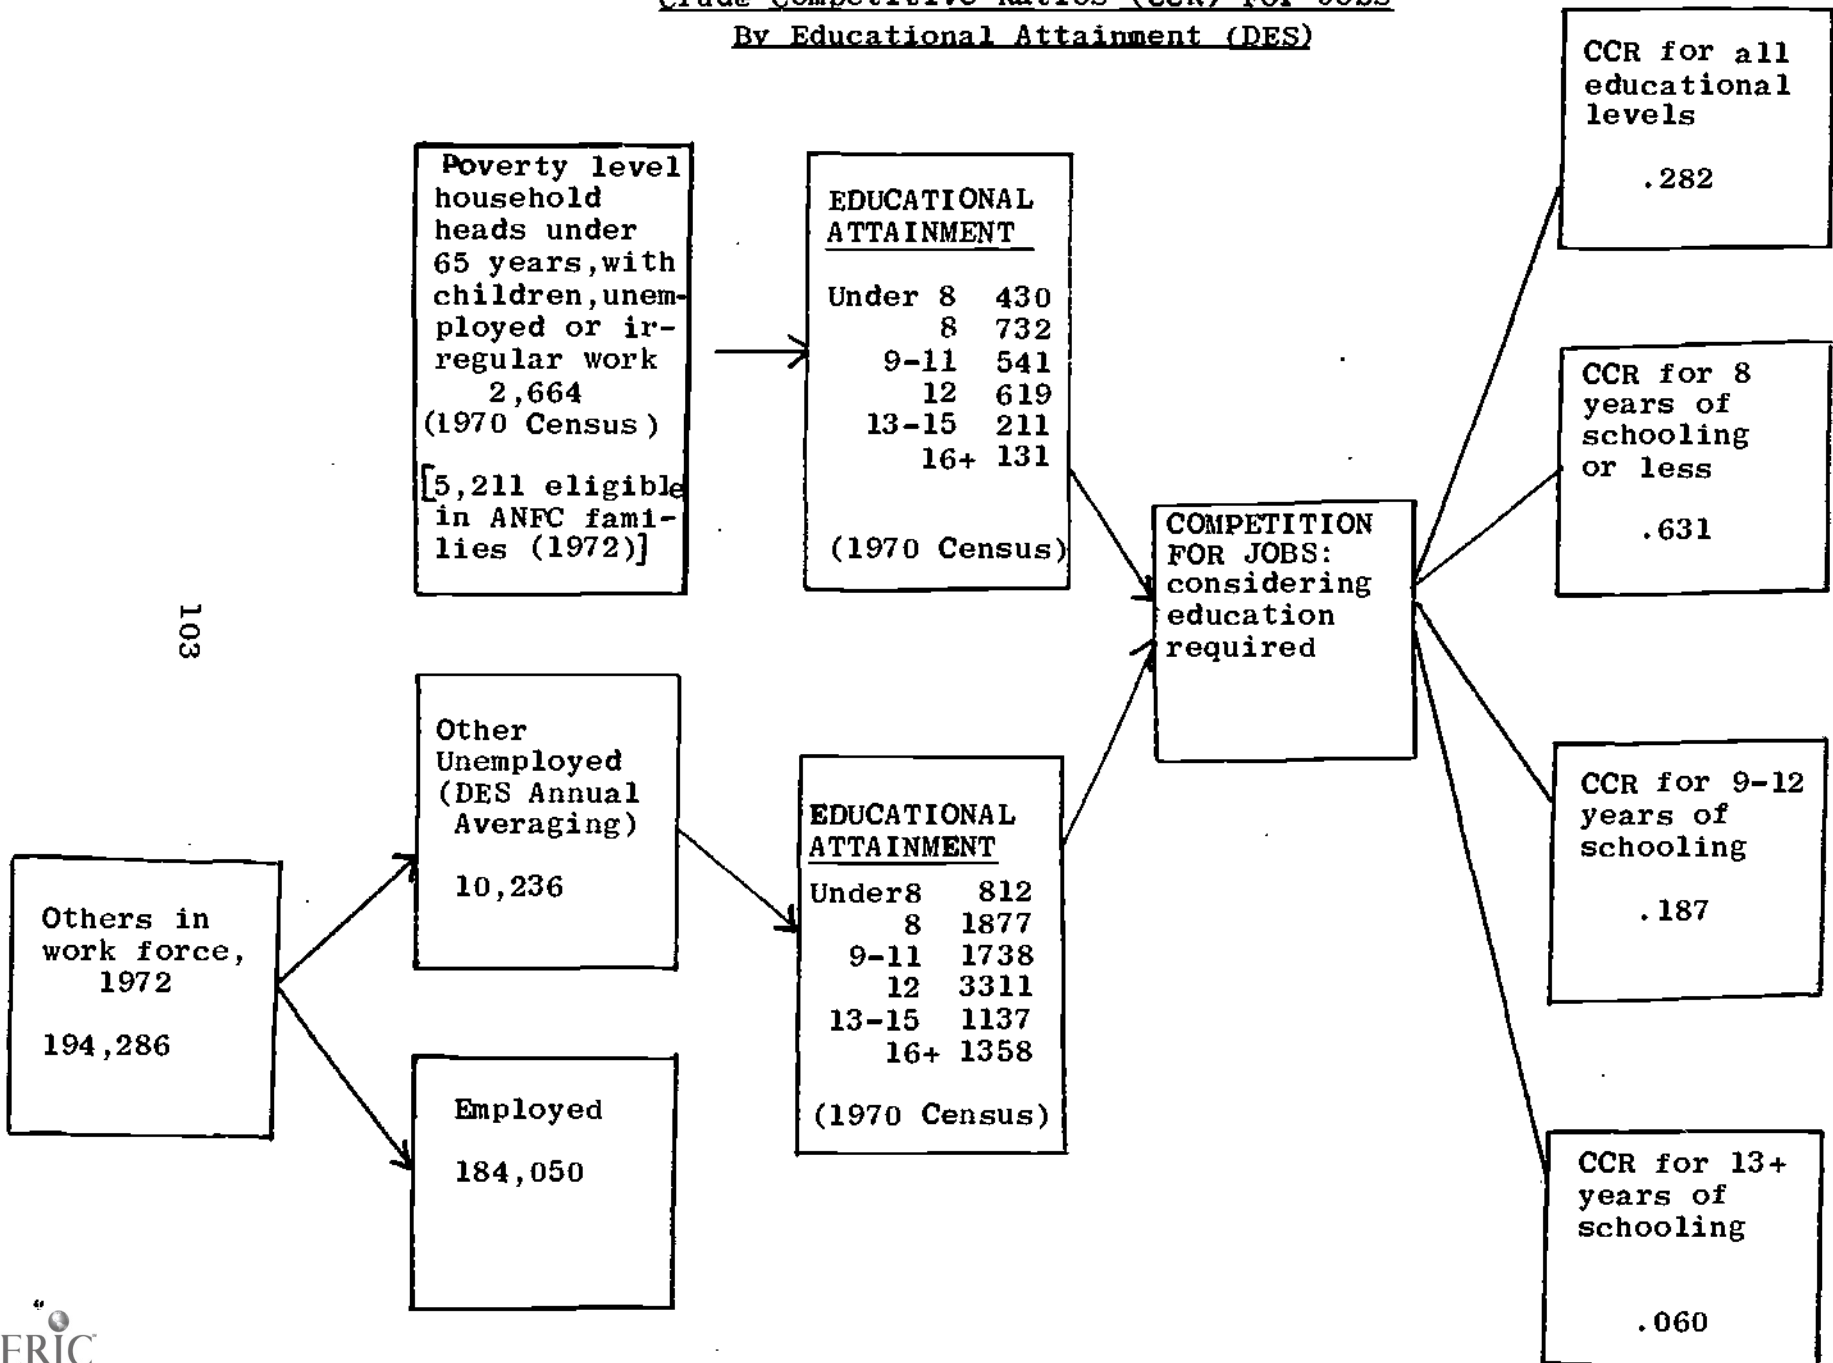 Crude Competitive Ratios (CCR) For Jobs
By Educational Attainment (DES)
Poverty level
household
heads under
65 years,with
children,unem-
ployed or ir-
regular work
2,664
(1970 Census)
[5,211 eligible
in ANFC fami-
lies (1972)]
EDUCATIONAL
ATTAINMENT
Under 8 430
8 732
9-11 541
12 619
13-15 211
16+ 131
(1970 Census)
COMPETITION
FOR JOBS:
considering
education
required
CCR for all
educational
levels
.282
CCR for 8
years of
schooling
or less
.631
CCR for 9-12
years of
schooling
.187
CCR for 13+
years of
schooling
.060
103
Others in
work force,
1972
194,286
Other
Unemployed
(DES Annual
Averaging)
10,236
Employed
184,050
EDUCATIONAL
ATTAINMENT
Under8 812
8 1877
9-11 1738
12 3311
13-15 1137
16+ 1358
(1970 Census)
ERIC